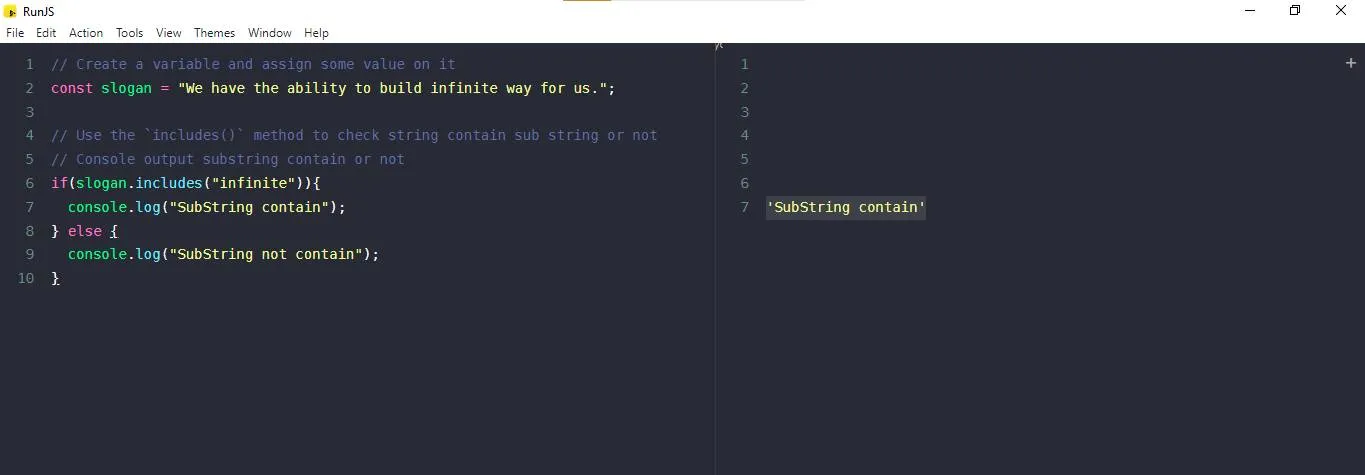 RunJS
File Edit Action Tools View Themes Window Help
1 // Create a variable and assign some value on it
2 const slogan = "We have the ability to build infinite way for us.";
3
4 // Use the `includes()` method to check string contain sub string or not
5 // Console output substring contain or not
6 if(slogan.includes("infinite")){
7 console.log("SubString contain");
8 } else {
9 console.log("SubString not contain");
10 }
1
2
3
4
5
6
7 'SubString contain'